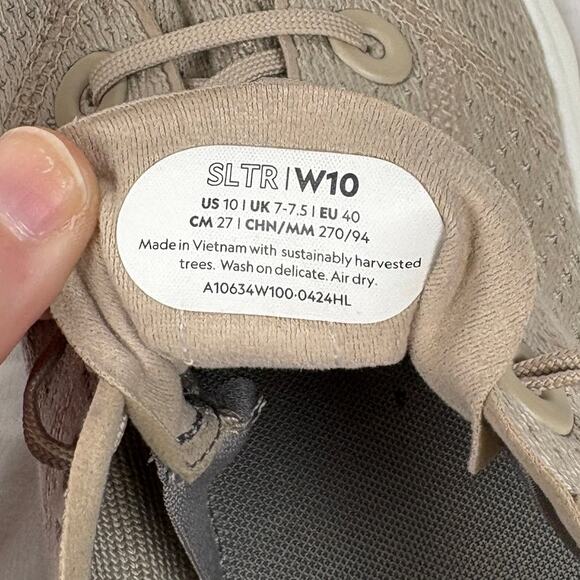 SLTR | W10
US 10 | UK 7-7.5 | EU 40
CM 27 | CHN/MM 270/94
Made in Vietnam with sustainably harvested
trees. Wash on delicate. Air dry.
A10634W100·0424HL